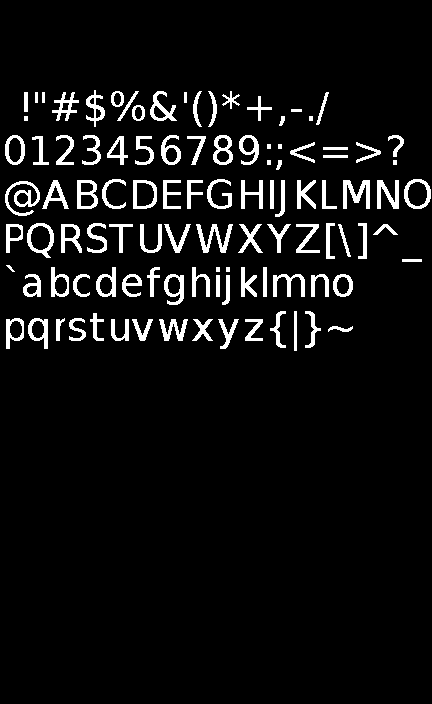 !"#$%&'()*+,-./
0123456789:;<=>?
@ABCDEFGHIJKLMNO
PQRSTUVWXYZ[\]^_
`abcdefghijklmno
pqrstuvwxyz{|}~